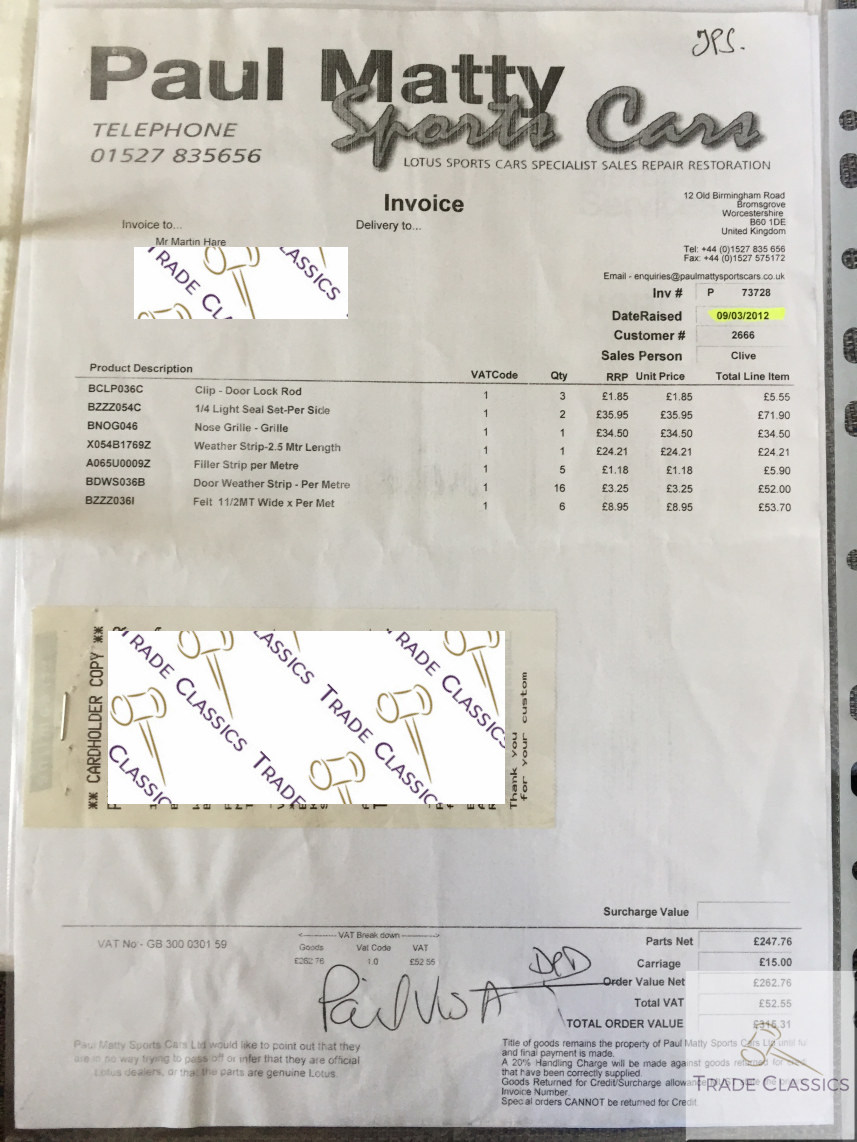 JPS.
Paul Matty
Sports Cars
TELEPHONE
01527 835656
LOTUS SPORTS CARS SPECIALIST SALES REPAIR RESTORATION
Invoice
12 Old Birmingham Road
Bromsgrove
Worcestershire
B60 1DE
United Kingdom
Invoice to...
Delivery to...
Mr Martin Hare
Tel: +44 (0)1527 835 656
Fax: +44 (0)1527 575172
TRADE CLASSICS
Email - enquiries@paulmattysportscars.co.uk
Inv # P 73728
DateRaised 09/03/2012
Customer # 2666
Sales Person Clive
Product Description VATCode Qty RRP Unit Price Total Line Item
BCLP036C Clip - Door Lock Rod 1 3 £1.85 £1.85 £5.55
BZZZ054C 1/4 Light Seal Set-Per Side 1 2 £35.95 £35.95 £71.90
BNOG046 Nose Grille - Grille 1 1 £34.50 £34.50 £34.50
X054B1769Z Weather Strip-2.5 Mtr Length 1 1 £24.21 £24.21 £24.21
A065U0009Z Filler Strip per Metre 1 5 £1.18 £1.18 £5.90
BDWS036B Door Weather Strip - Per Metre 1 16 £3.25 £3.25 £52.00
BZZZ036I Felt 11/2MT Wide x Per Met 1 6 £8.95 £8.95 £53.70
** CARDHOLDER COPY **
TRADE CLASSICS TRADE CLASSICS
CLASSICS TRADE CLASSICS
Thank you
for your custom
Surcharge Value
VAT No - GB 300 0301 59
<-------- VAT Break down-------->
Goods Vat Code VAT
£262.76 1.0 £52.55
Parts Net £247.76
Carriage £15.00
Order Value Net £262.76
Total VAT £52.55
TOTAL ORDER VALUE £315.31
Paid
DPD
Paul Matty Sports Cars Ltd would like to point out that they
are in no way trying to pass off or infer that they are official
Lotus dealers, or that the parts are genuine Lotus.
Title of goods remains the property of Paul Matty Sports Cars Ltd until full
and final payment is made.
A 20% Handling Charge will be made against goods returned for
that have been correctly supplied.
Goods Returned for Credit/Surcharge allowance
Invoice Number.
Special orders CANNOT be returned for Credit
TRADE CLASSICS